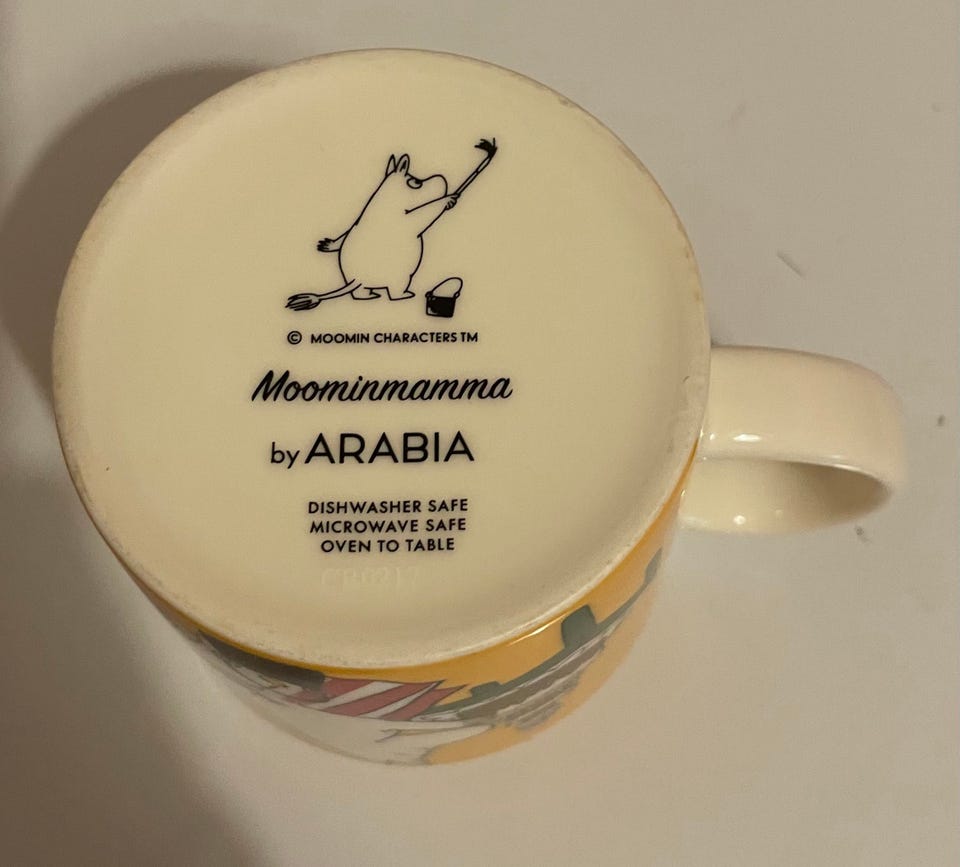 © MOOMIN CHARACTERS TM
Moominmamma
by ARABIA
DISHWASHER SAFE
MICROWAVE SAFE
OVEN TO TABLE